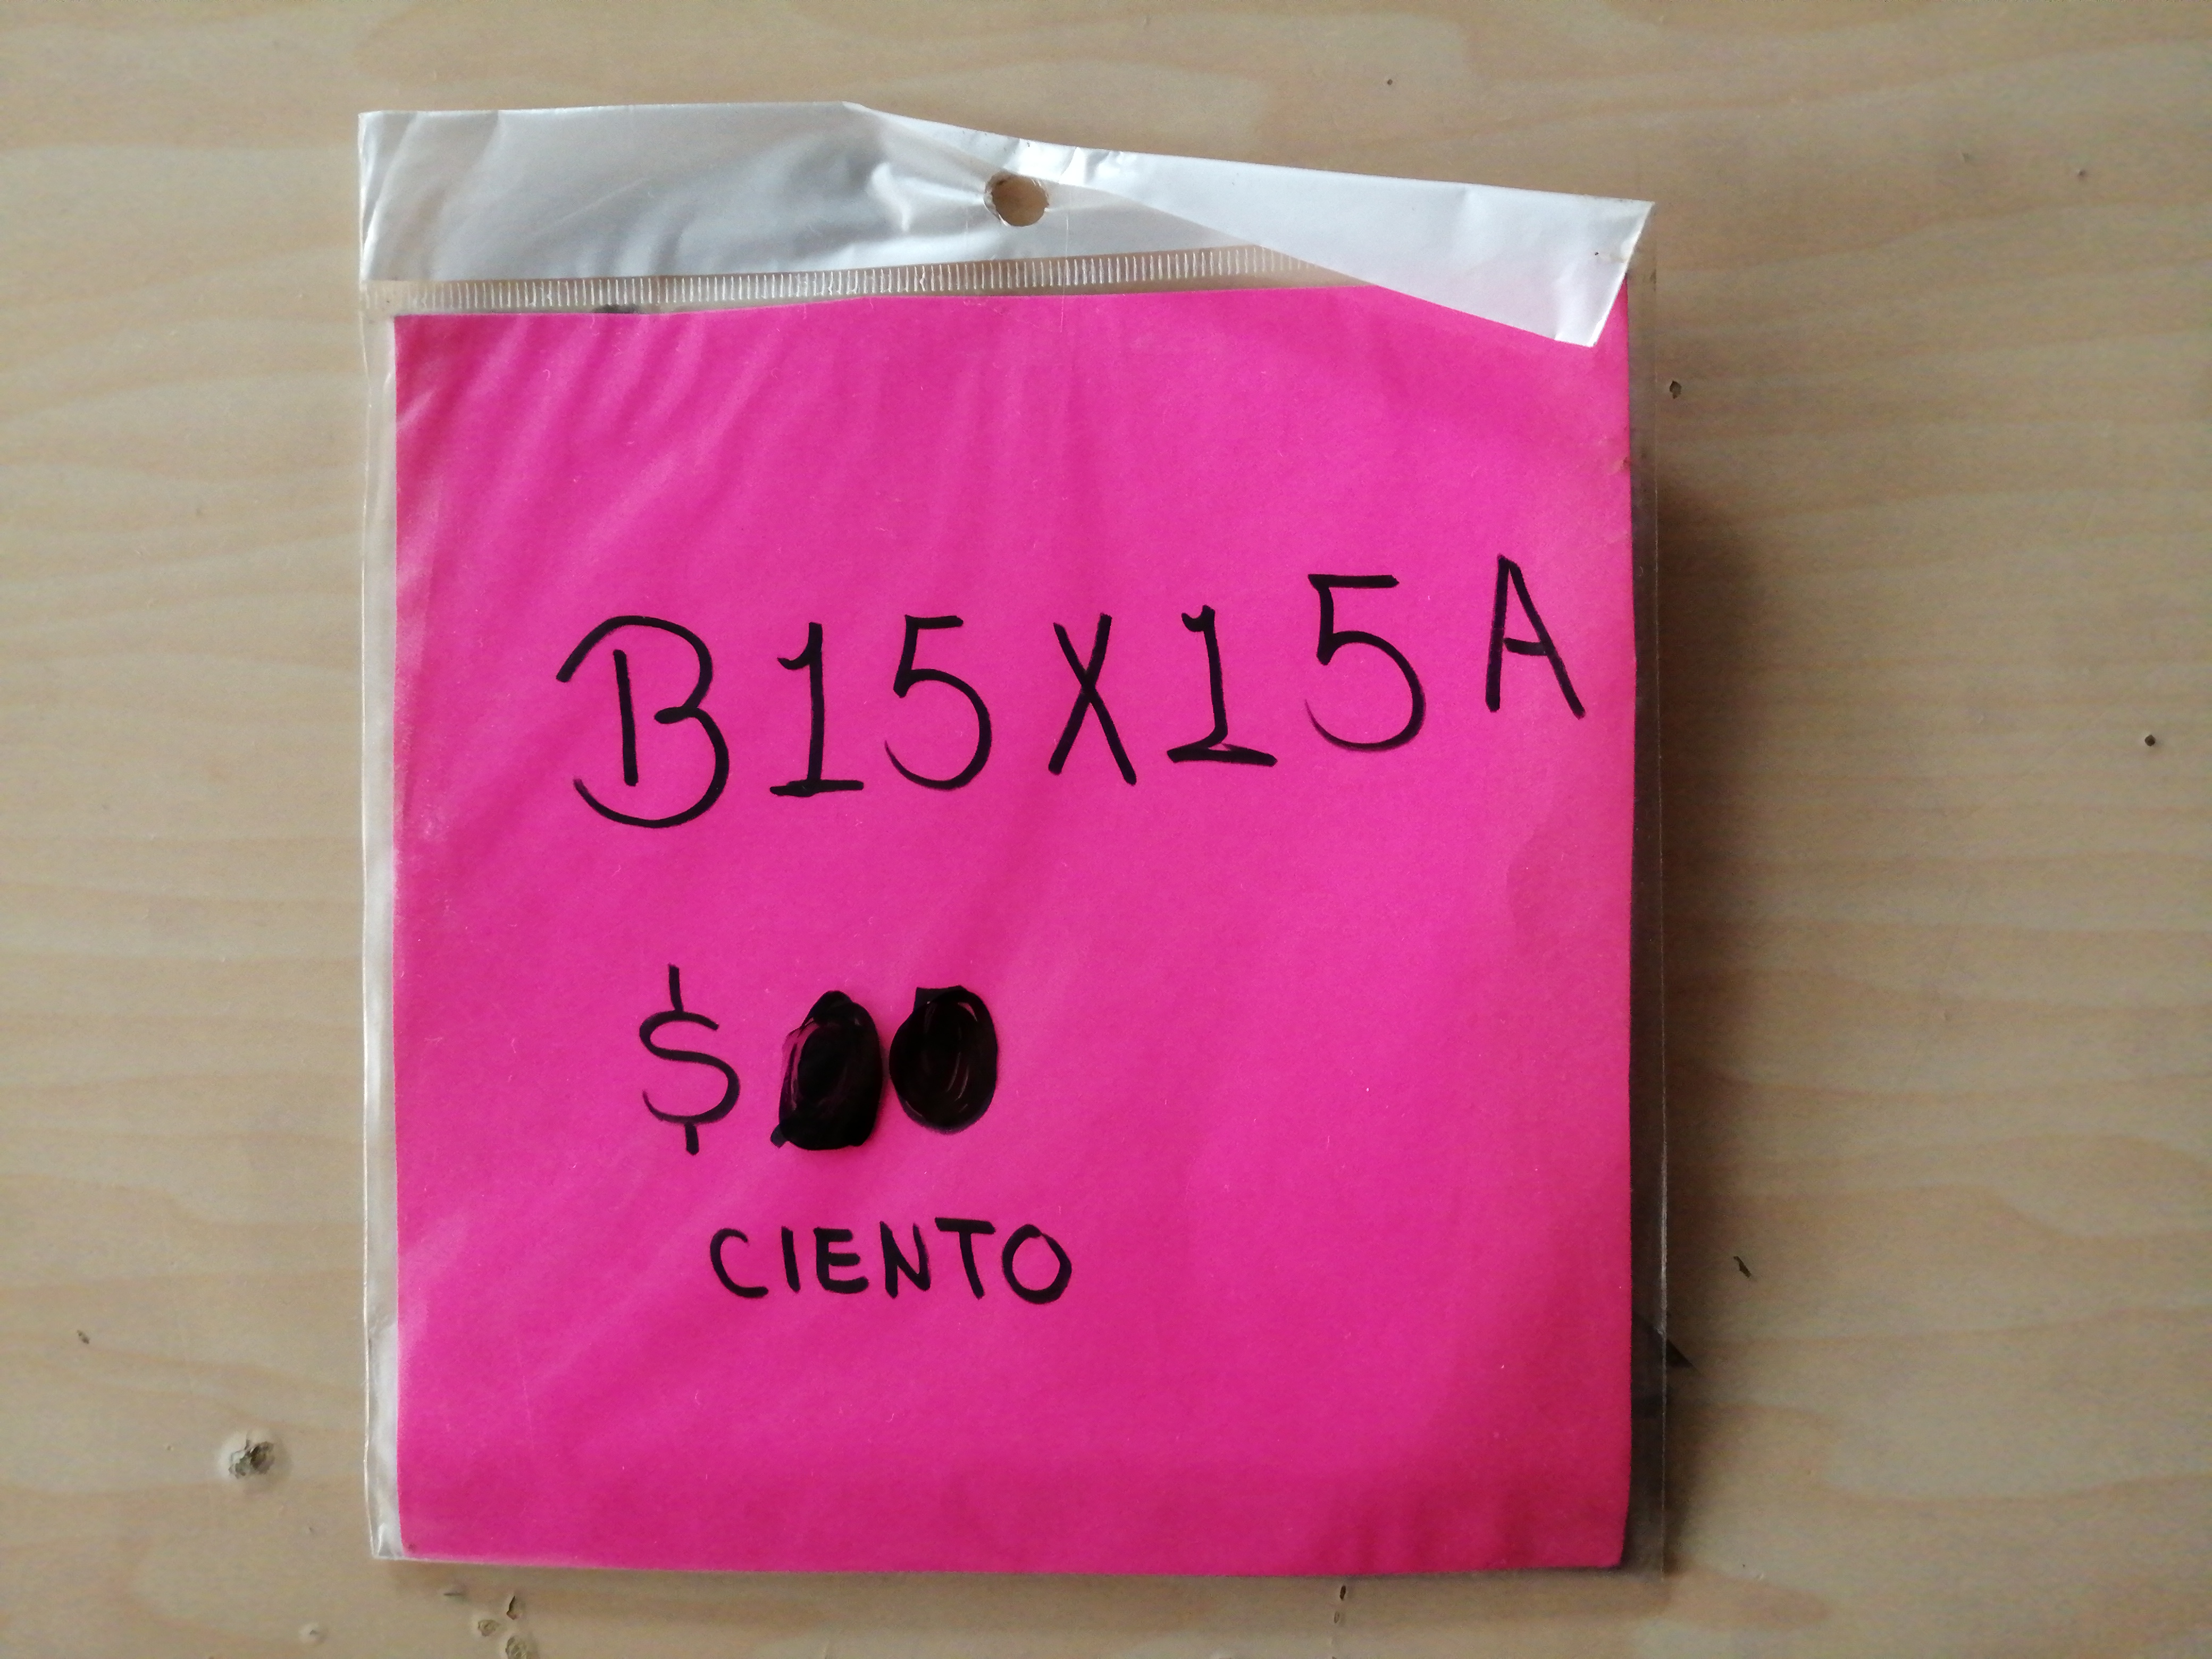 B15X15A
$
CIENTO